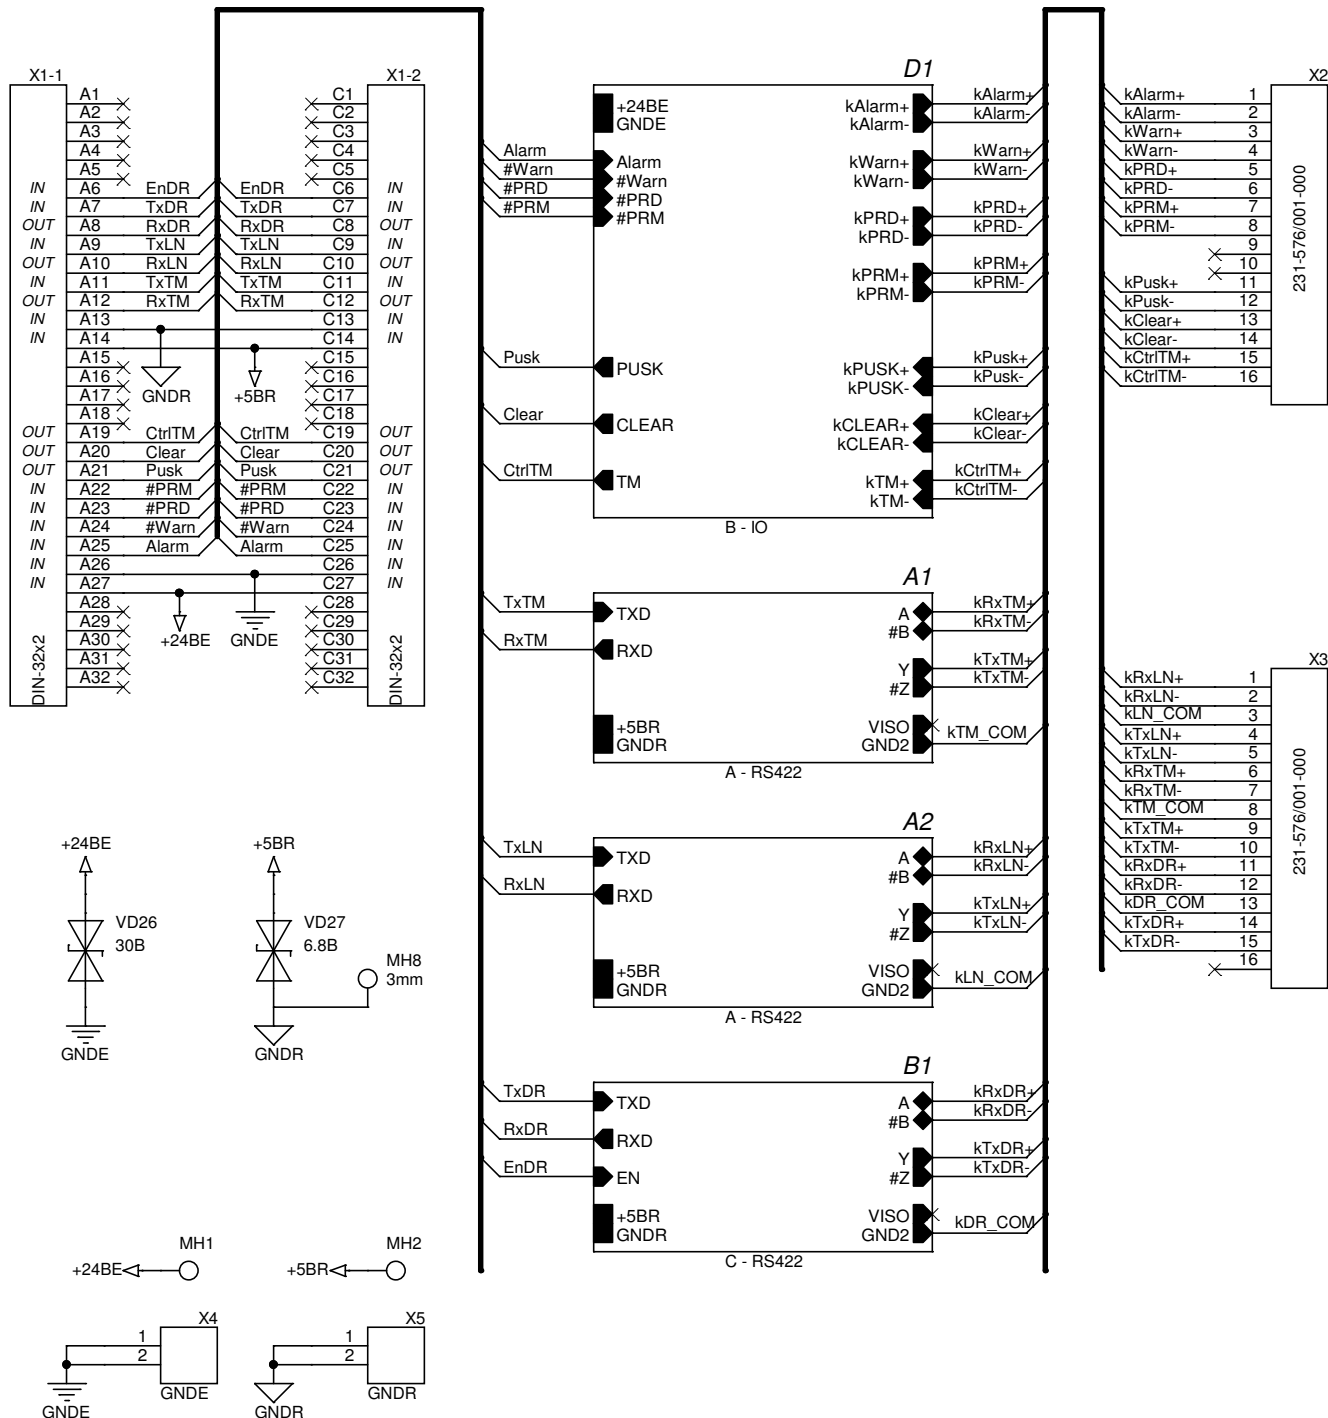 X1-1
A1
A2
A3
A4
A5
IN A6 EnDR
IN A7 TxDR
OUT A8 RxDR
IN A9 TxLN
OUT A10 RxLN
IN A11 TxTM
OUT A12 RxTM
IN A13
IN A14
A15
A16
A17
A18
OUT A19 CtrlTM
OUT A20 Clear
OUT A21 Pusk
IN A22 #PRM
IN A23 #PRD
IN A24 #Warn
IN A25 Alarm
IN A26
IN A27
A28
A29
A30
A31
A32
DIN-32x2
GNDR
+5BR
+24BE
GNDE
X1-2
C1
C2
C3
C4
C5
EnDR C6 IN
TxDR C7 IN
RxDR C8 OUT
TxLN C9 IN
RxLN C10 OUT
TxTM C11 IN
RxTM C12 OUT
C13 IN
C14 IN
C15
C16
C17
C18
CtrlTM C19 OUT
Clear C20 OUT
Pusk C21 OUT
#PRM C22 IN
#PRD C23 IN
#Warn C24 IN
Alarm C25 IN
C26 IN
C27 IN
C28
C29
C30
C31
C32
DIN-32x2
D1
+24BE
GNDE
Alarm Alarm
#Warn #Warn
#PRD #PRD
#PRM #PRM
Pusk PUSK
Clear CLEAR
CtrlTM TM
kAlarm+ kAlarm+
kAlarm- kAlarm-
kWarn+ kWarn+
kWarn- kWarn-
kPRD+ kPRD+
kPRD- kPRD-
kPRM+ kPRM+
kPRM- kPRM-
kPUSK+ kPusk+
kPUSK- kPusk-
kCLEAR+ kClear+
kCLEAR- kClear-
kTM+ kCtrlTM+
kTM- kCtrlTM-
B - IO
A1
TxTM TXD
RxTM RXD
+5BR
GNDR
A kRxTM+
#B kRxTM-
Y kTxTM+
#Z kTxTM-
VISO
GND2 kTM_COM
A - RS422
A2
TxLN TXD
RxLN RXD
+5BR
GNDR
A kRxLN+
#B kRxLN-
Y kTxLN+
#Z kTxLN-
VISO
GND2 kLN_COM
A - RS422
B1
TxDR TXD
RxDR RXD
EnDR EN
+5BR
GNDR
A kRxDR+
#B kRxDR-
Y kTxDR+
#Z kTxDR-
VISO
GND2 kDR_COM
C - RS422
X2
kAlarm+ 1
kAlarm- 2
kWarn+ 3
kWarn- 4
kPRD+ 5
kPRD- 6
kPRM+ 7
kPRM- 8
9
10
kPusk+ 11
kPusk- 12
kClear+ 13
kClear- 14
kCtrlTM+ 15
kCtrlTM- 16
231-576/001-000
X3
kRxLN+ 1
kRxLN- 2
kLN_COM 3
kTxLN+ 4
kTxLN- 5
kRxTM+ 6
kRxTM- 7
kTM_COM 8
kTxTM+ 9
kTxTM- 10
kRxDR+ 11
kRxDR- 12
kDR_COM 13
kTxDR+ 14
kTxDR- 15
16
231-576/001-000
+24BE
VD26
30B
GNDE
+5BR
VD27
6.8B
MH8
3mm
GNDR
MH1
+24BE
MH2
+5BR
X4
1
2
GNDE
GNDE
X5
1
2
GNDR
GNDR